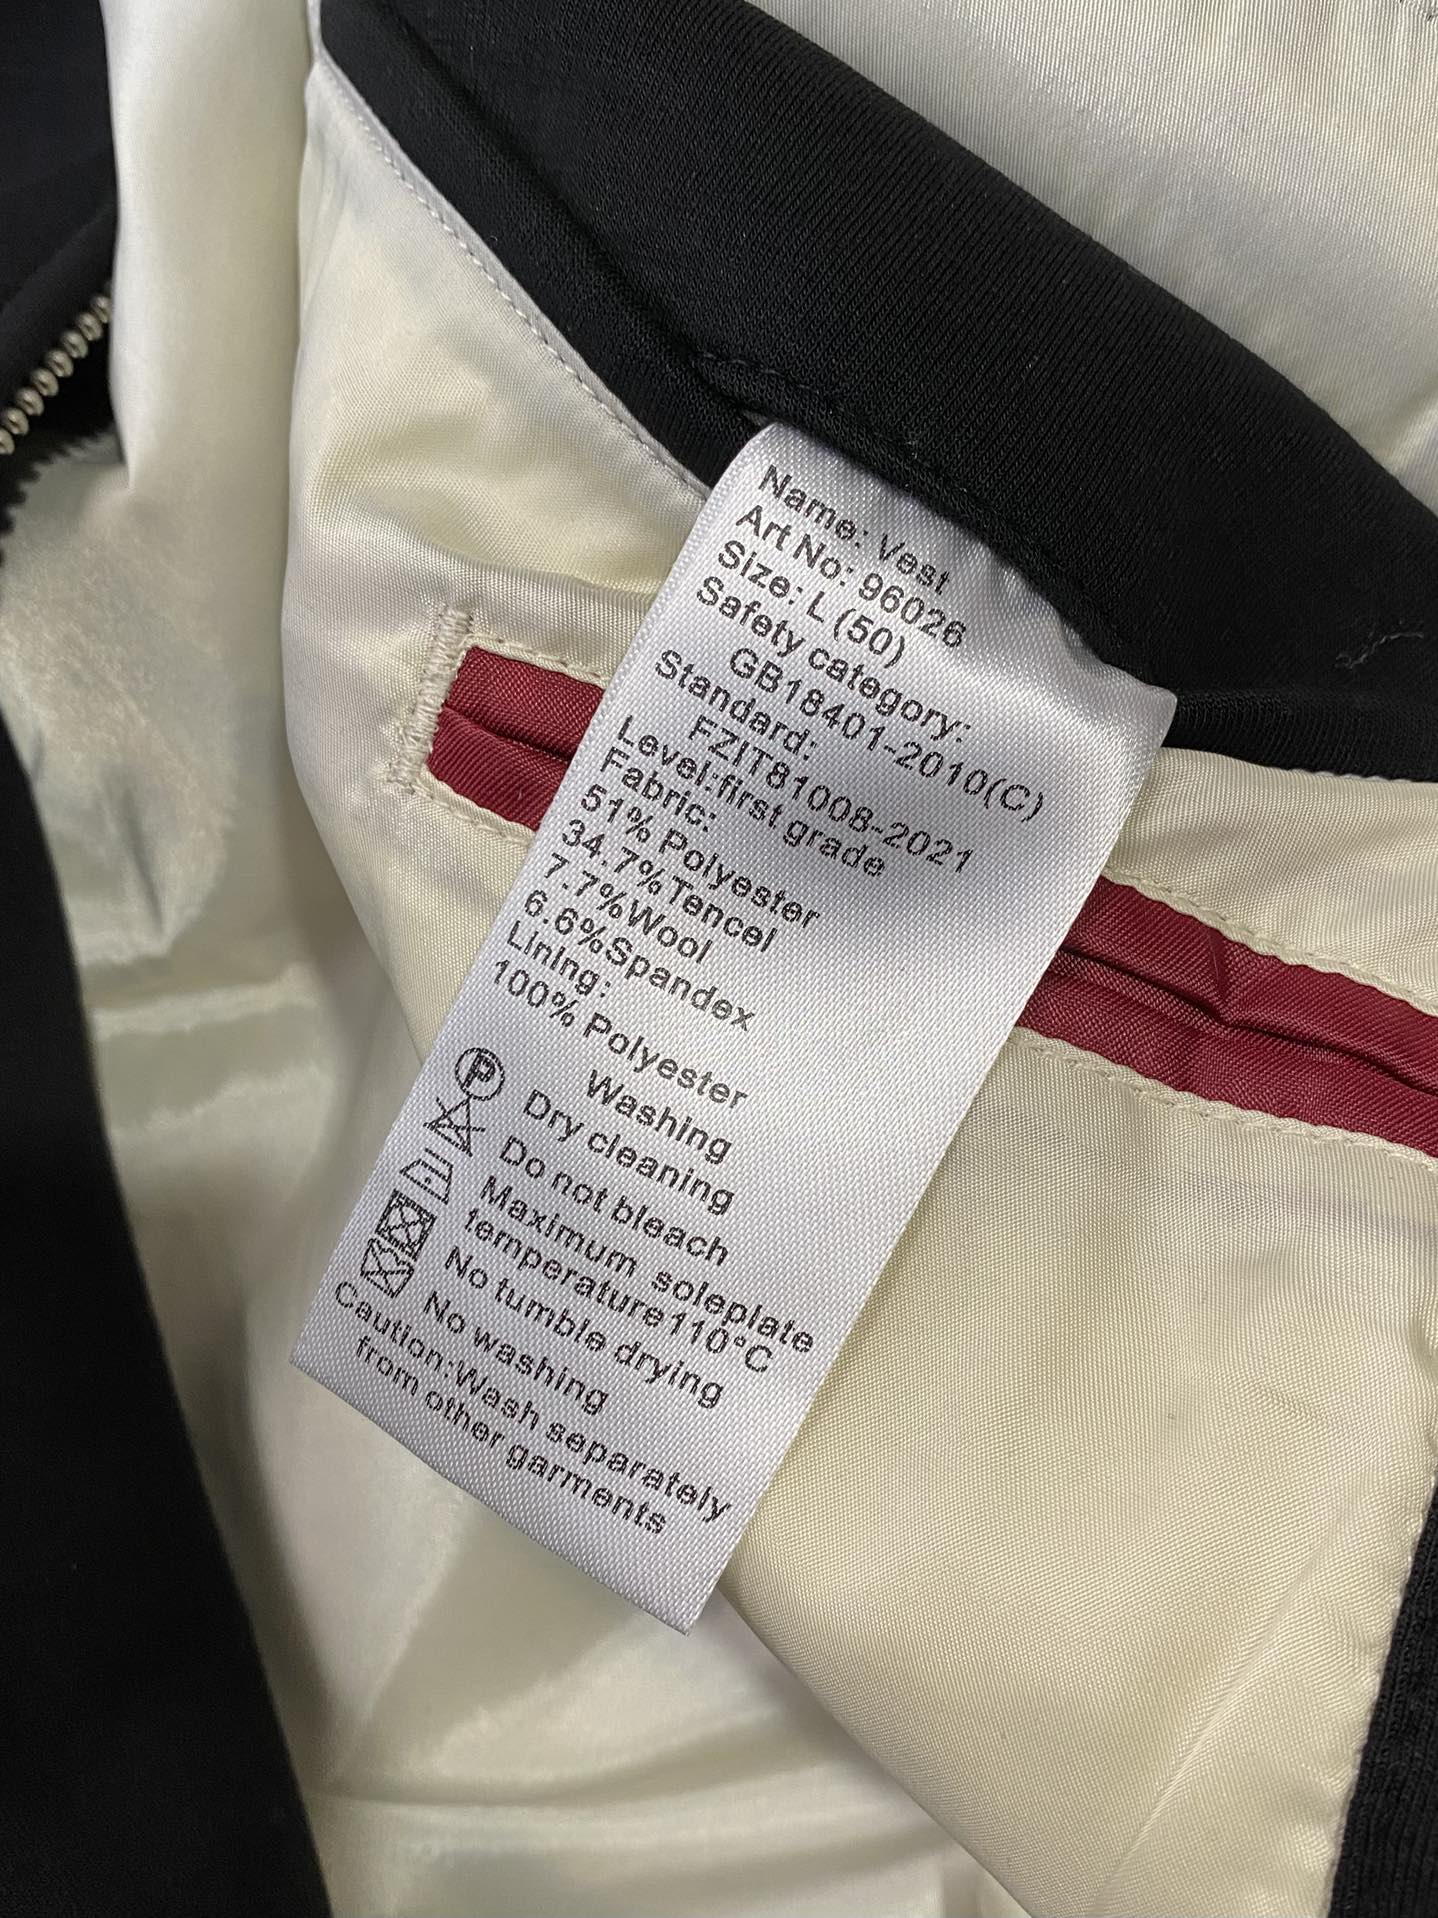 Name: Vest
Art No: 96026
Size: L (50)
Safety category:
GB18401-2010(C)
Standard:
FZIT81008-2021
Level:first grade
Fabric:
51% Polyester
34.7%Tencel
7.7%Wool
6.6%Spandex
Lining:
100% Polyester
Washing
P Dry cleaning
Do not bleach
Maximum soleplate
temperature110°C
No tumble drying
No washing
Caution:Wash separately
from other garments